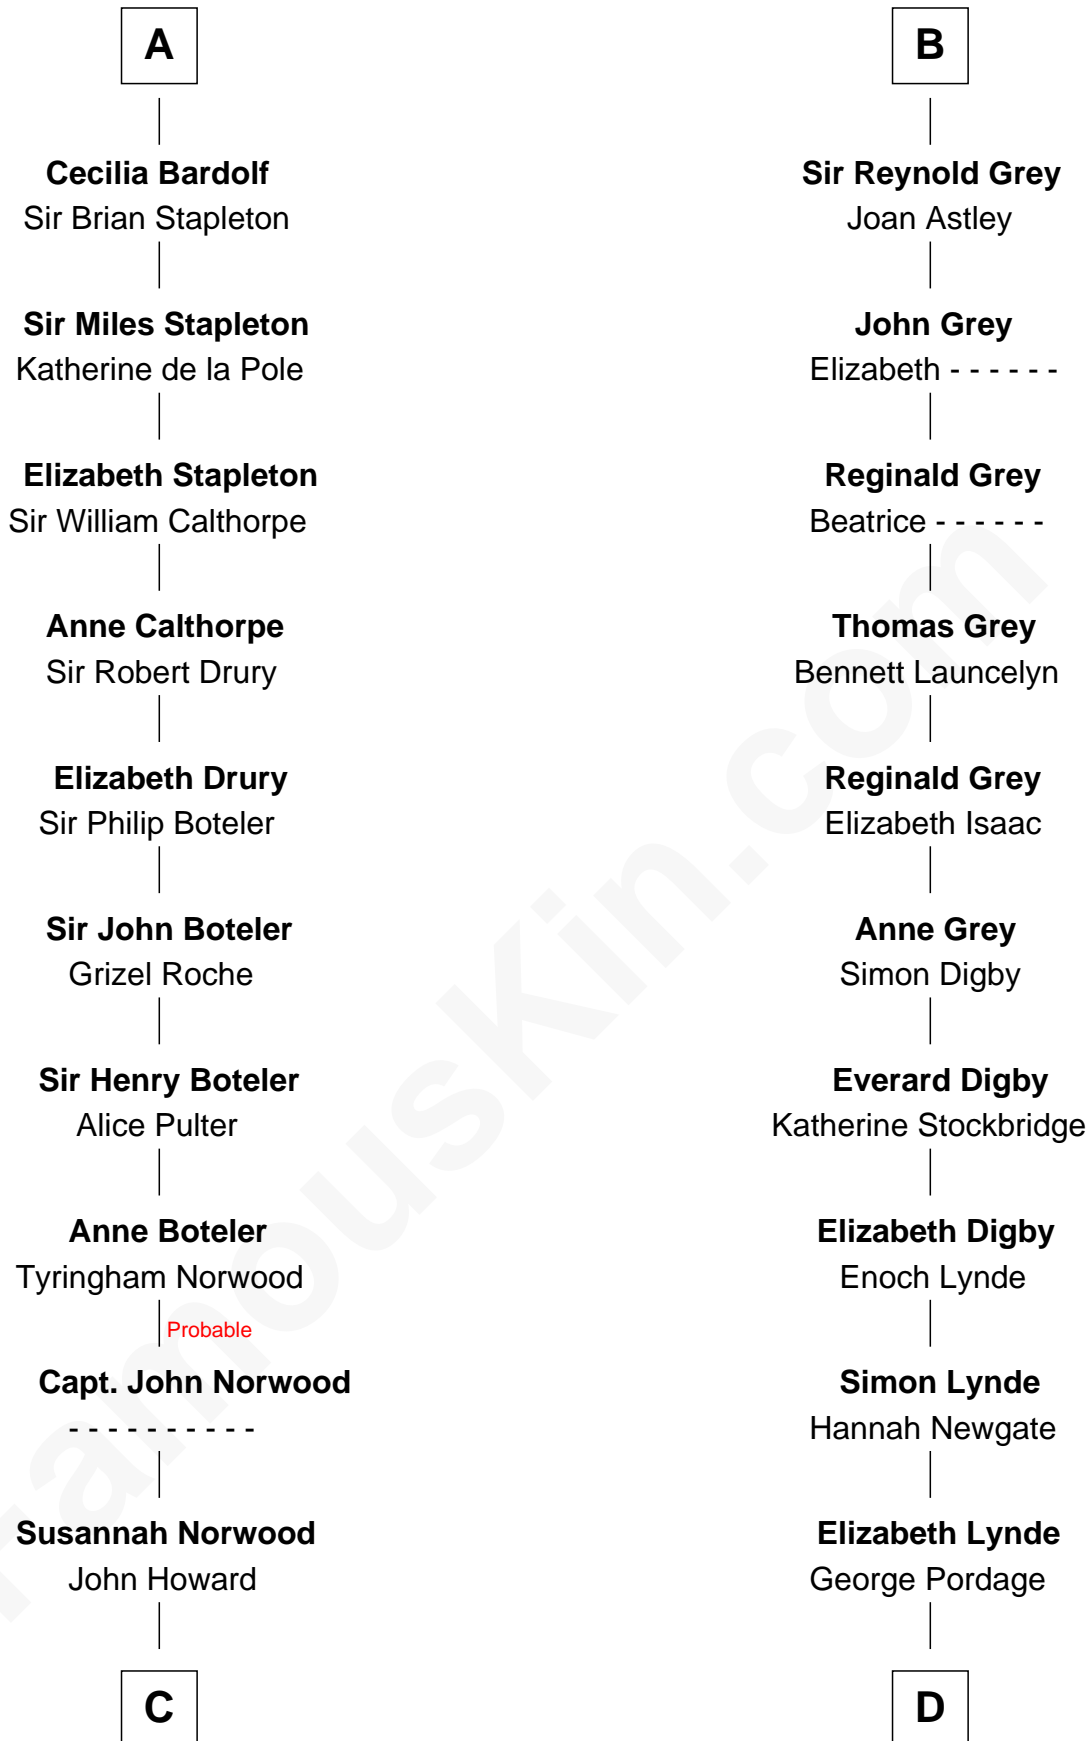 A
Cecilia Bardolf
Sir Brian Stapleton
Sir Miles Stapleton
Katherine de la Pole
Elizabeth Stapleton
Sir William Calthorpe
Anne Calthorpe
Sir Robert Drury
Elizabeth Drury
Sir Philip Boteler
Sir John Boteler
Grizel Roche
Sir Henry Boteler
Alice Pulter
Anne Boteler
Tyringham Norwood
Probable
Capt. John Norwood
- - - - - - - - - -
Susannah Norwood
John Howard
C
B
Sir Reynold Grey
Joan Astley
John Grey
Elizabeth - - - - - -
Reginald Grey
Beatrice - - - - - -
Thomas Grey
Bennett Launcelyn
Reginald Grey
Elizabeth Isaac
Anne Grey
Simon Digby
Everard Digby
Katherine Stockbridge
Elizabeth Digby
Enoch Lynde
Simon Lynde
Hannah Newgate
Elizabeth Lynde
George Pordage
D
FamousKin.com